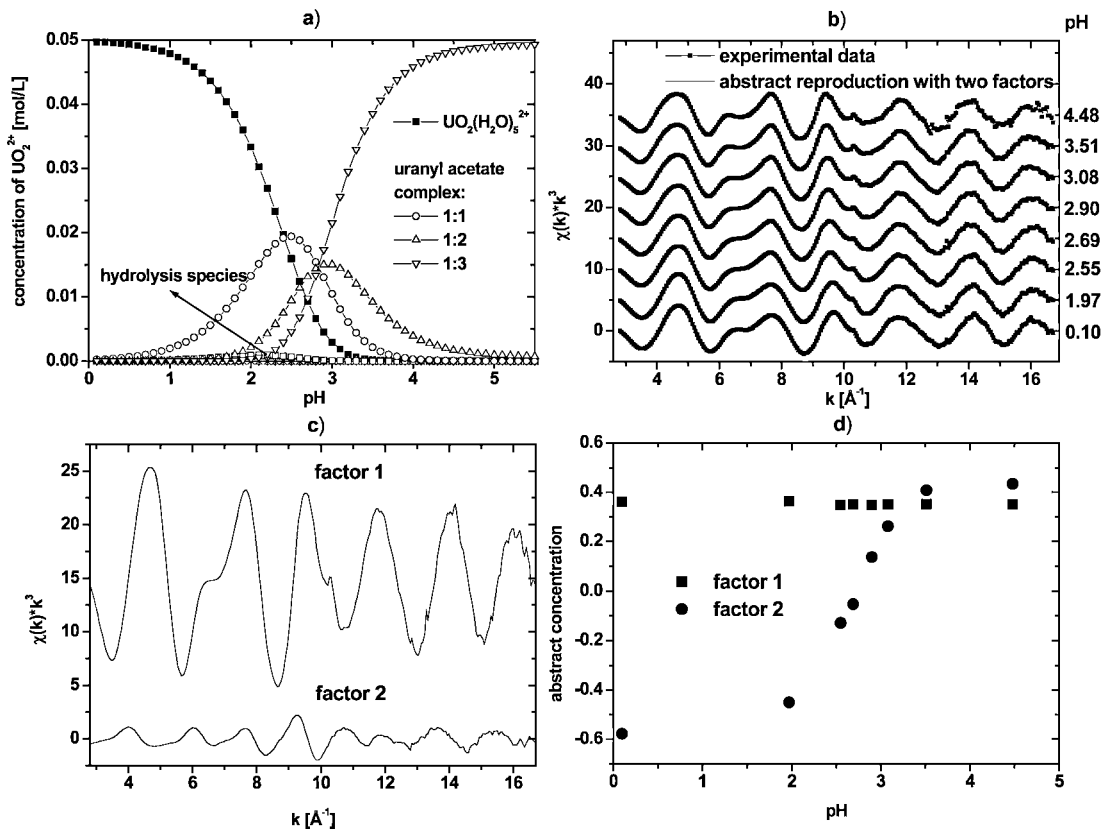 a)
0.05
0.04
0.03
0.02
0.01
0.00
concentration of UO₂²⁺ [mol/L]
UO₂(H₂O)₅²⁺
uranyl acetate
complex:
1:1
1:2
1:3
hydrolysis species
0 1 2 3 4 5
pH
b)
pH
experimental data
abstract reproduction with two factors
40
30
20
10
0
χ(k)*k³
4.48
3.51
3.08
2.90
2.69
2.55
1.97
0.10
4 6 8 10 12 14 16
k [Å⁻¹]
c)
factor 1
factor 2
25
20
15
10
5
0
χ(k)*k³
4 6 8 10 12 14 16
k [Å⁻¹]
d)
0.6
0.4
0.2
0.0
-0.2
-0.4
-0.6
abstract concentration
factor 1
factor 2
0 1 2 3 4 5
pH